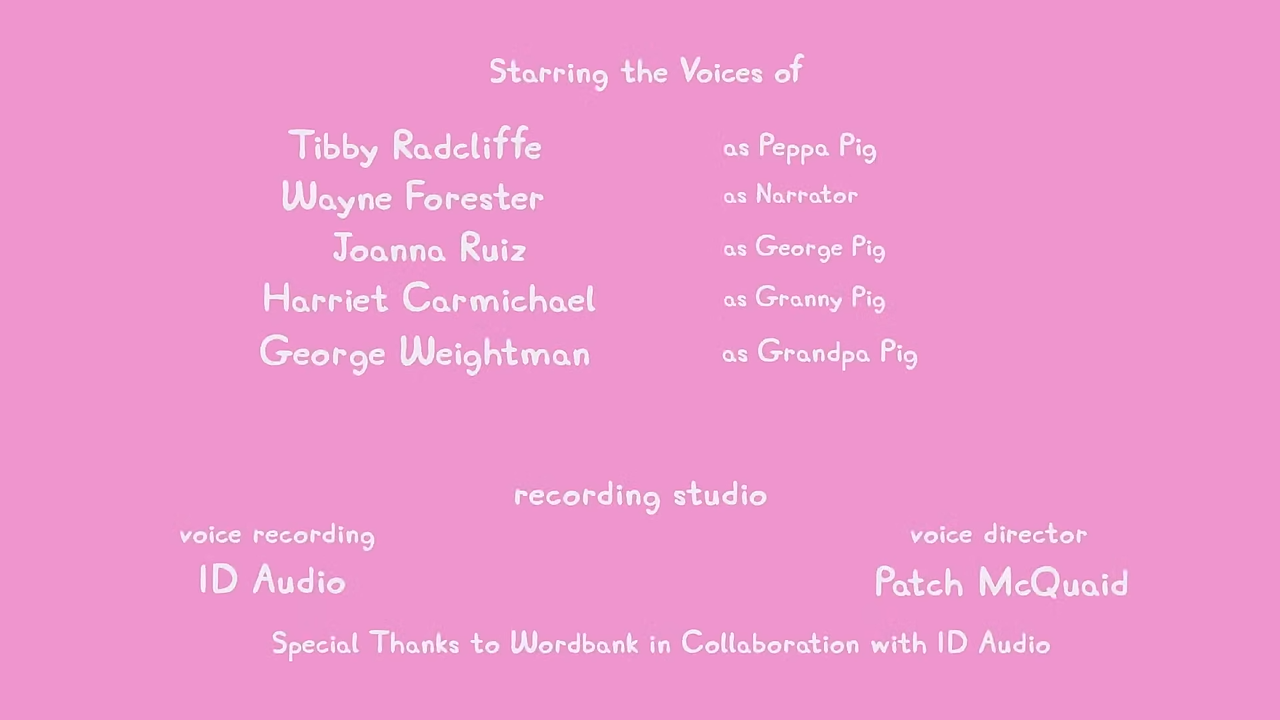 Starring the Voices of
Tibby Radcliffe as Peppa Pig
Wayne Forester as Narrator
Joanna Ruiz as George Pig
Harriet Carmichael as Granny Pig
George Weightman as Grandpa Pig
recording studio
voice recording voice director
ID Audio Patch McQuaid
Special Thanks to Wordbank in Collaboration with ID Audio